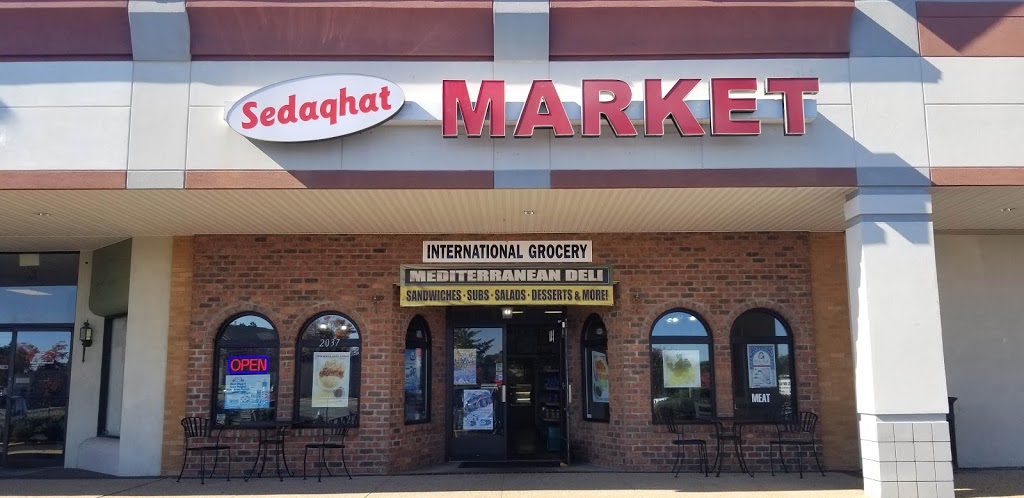 Sedaqhat MARKET
INTERNATIONAL GROCERY
MEDITERRANEAN DELI
SANDWICHES · SUBS · SALADS · DESSERTS & MORE!
2037
OPEN
MEAT